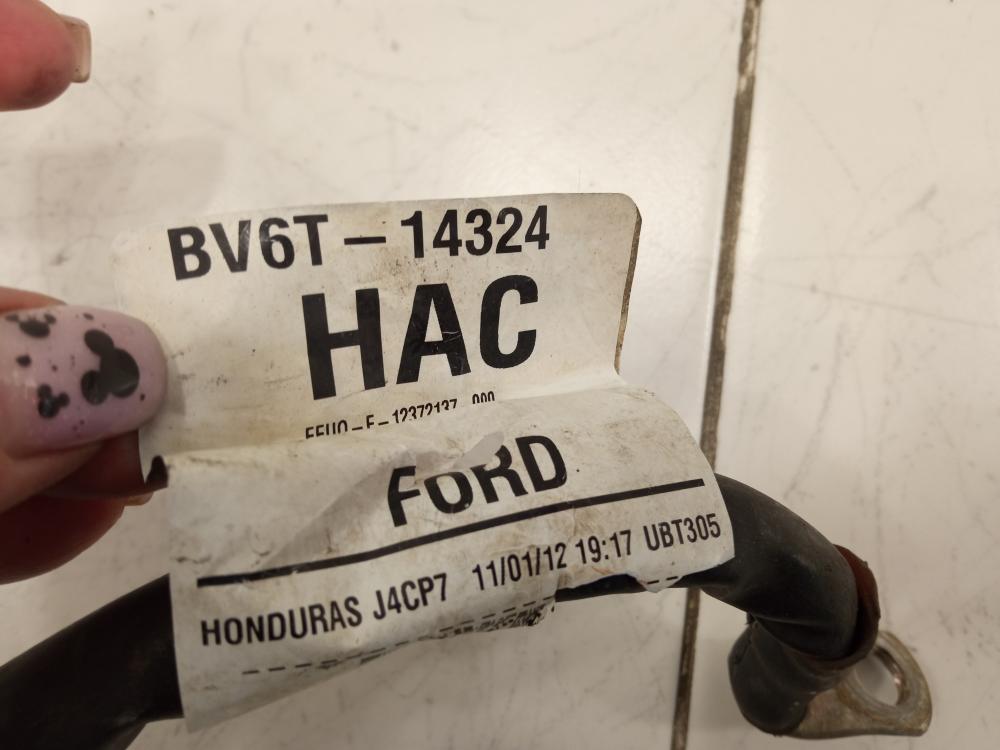 BV6T – 14324
HAC
FORD
HONDURAS J4CP7 11/01/12 19:17 UBT305